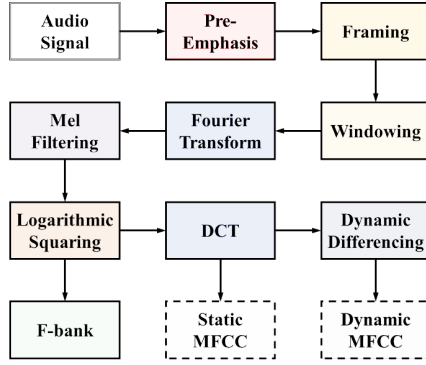 Audio
Signal
Pre-
Emphasis
Framing
Mel
Filtering
Fourier
Transform
Windowing
Logarithmic
Squaring
DCT
Dynamic
Differencing
F-bank
Static
MFCC
Dynamic
MFCC